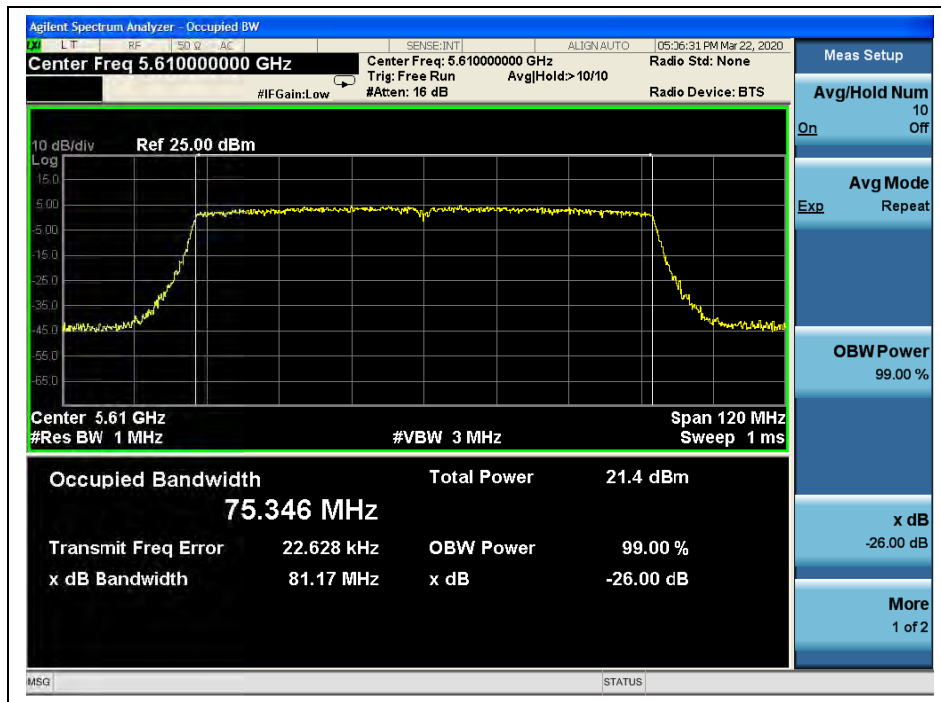 Agilent Spectrum Analyzer - Occupied BW
LXI LT RF 50 Ω AC SENSE:INT ALIGN AUTO 05:36:31 PM Mar 22, 2020
Center Freq 5.610000000 GHz
Center Freq: 5.610000000 GHz Radio Std: None
Trig: Free Run Avg|Hold:> 10/10
#IFGain:Low #Atten: 16 dB Radio Device: BTS
10 dB/div Ref 25.00 dBm
Log
15.0
5.00
-5.00
-15.0
-25.0
-35.0
-45.0
-55.0
-65.0
Center 5.61 GHz Span 120 MHz
#Res BW 1 MHz #VBW 3 MHz Sweep 1 ms
Occupied Bandwidth Total Power 21.4 dBm
75.346 MHz
Transmit Freq Error 22.628 kHz OBW Power 99.00 %
x dB Bandwidth 81.17 MHz x dB -26.00 dB
MSG STATUS
Meas Setup
Avg/Hold Num
10
On Off
Avg Mode
Exp Repeat
OBW Power
99.00 %
x dB
-26.00 dB
More
1 of 2